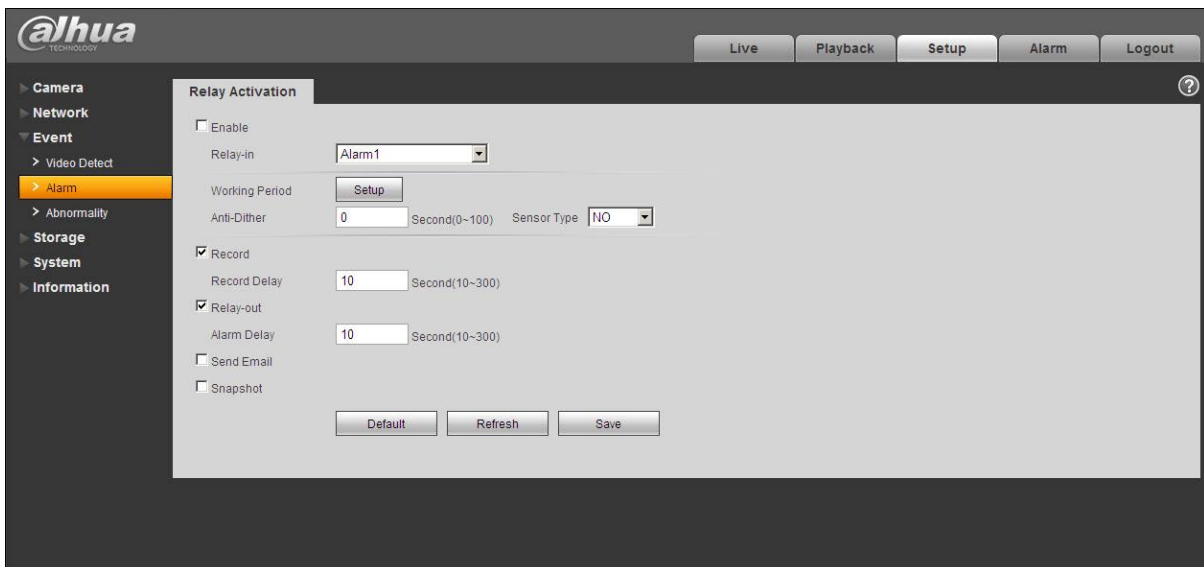 alhua
TECHNOLOGY
Live Playback Setup Alarm Logout
Camera
Network
Event
Video Detect
Alarm
Abnormality
Storage
System
Information
Relay Activation
?
Enable
Relay-in Alarm1
Working Period Setup
Anti-Dither 0 Second(0~100) Sensor Type NO
Record
Record Delay 10 Second(10~300)
Relay-out
Alarm Delay 10 Second(10~300)
Send Email
Snapshot
Default Refresh Save